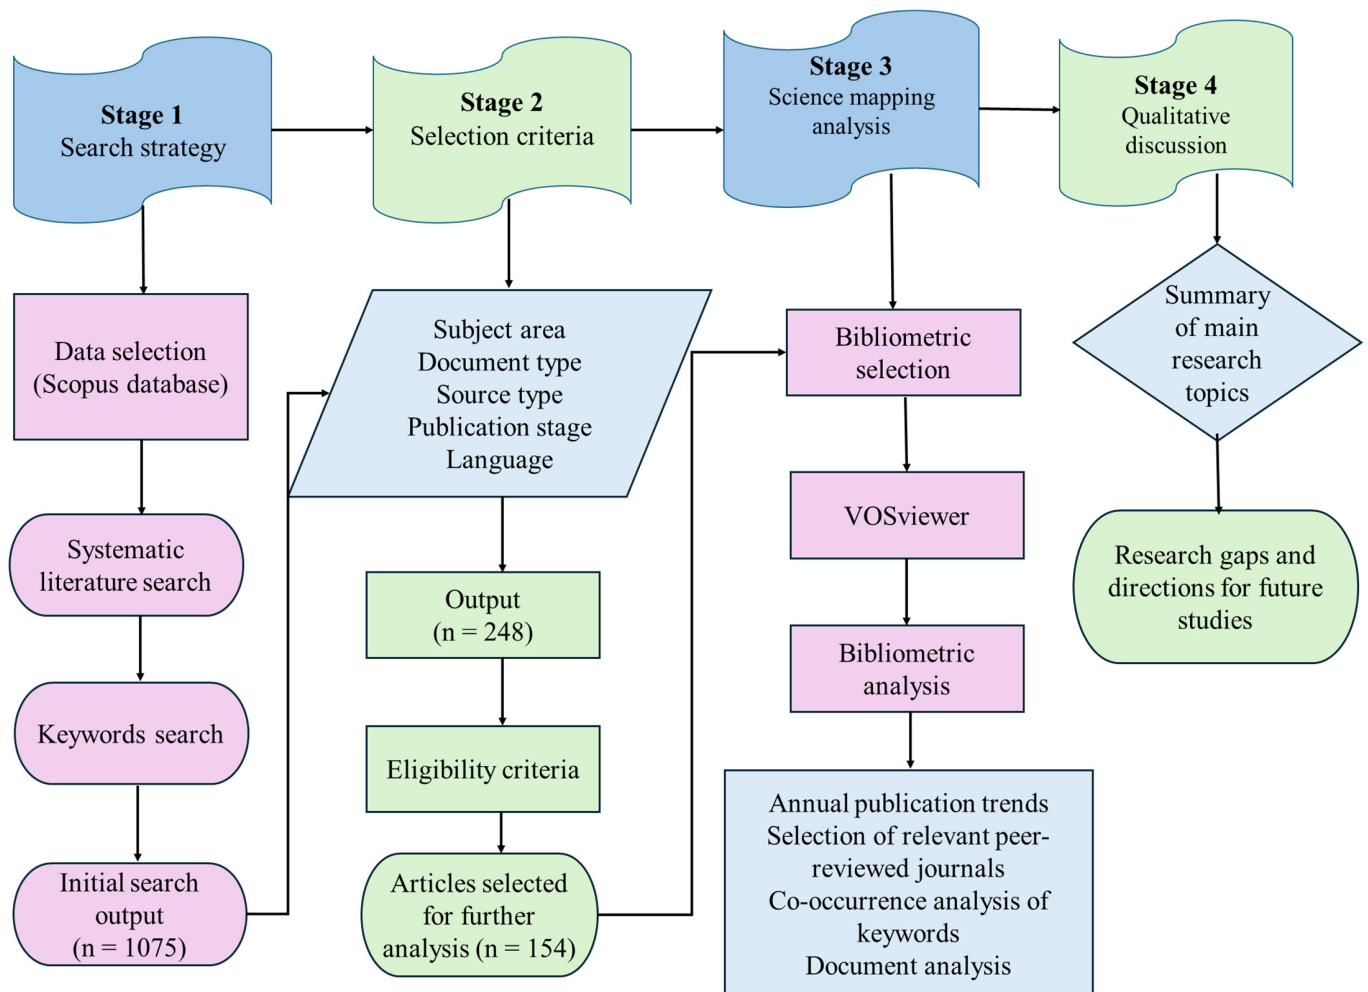 Stage 1
Search strategy
Data selection
(Scopus database)
Systematic
literature search
Keywords search
Initial search
output
(n = 1075)
Stage 2
Selection criteria
Subject area
Document type
Source type
Publication stage
Language
Output
(n = 248)
Eligibility criteria
Articles selected
for further
analysis (n = 154)
Stage 3
Science mapping
analysis
Bibliometric
selection
VOSviewer
Bibliometric
analysis
Annual publication trends
Selection of relevant peer-
reviewed journals
Co-occurrence analysis of
keywords
Document analysis
Stage 4
Qualitative
discussion
Summary
of main
research
topics
Research gaps and
directions for future
studies